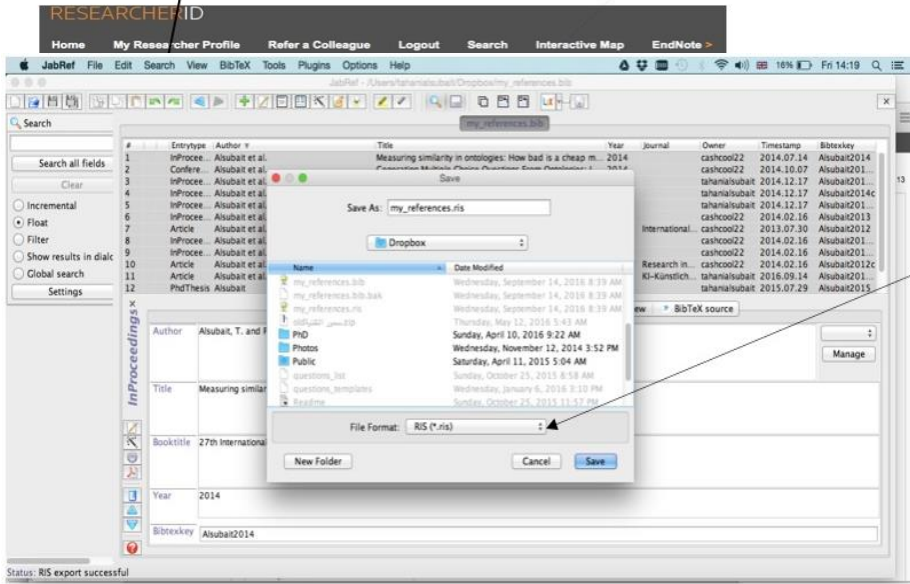 RESEARCHERID
Home My Researcher Profile Refer a Colleague Logout Search Interactive Map EndNote >
JabRef File Edit Search View BibTeX Tools Plugins Options Help 16% Fri 14:19
JabRef - /Users/tahanialsubait/Dropbox/my_references.bib
Search
my_references.bib
# Entrytype Author Title Year Journal Owner Timestamp Bibtexkey
1 InProcee... Alsubait et al. Measuring similarity in ontologies: How bad is a cheap m... 2014 cashcool22 2014.07.14 Alsubait2014
2 Confere... Alsubait et al. Generating Multiple Choice Questions From Ontologies: L... 2014 cashcool22 2014.10.07 Alsubait201...
3 InProcee... Alsubait et al. tahanialsubait 2014.12.17 Alsubait201...
4 InProcee... Alsubait et al. tahanialsubait 2014.12.17 Alsubait2014c
5 InProcee... Alsubait et al. tahanialsubait 2014.12.17 Alsubait201...
6 InProcee... Alsubait et al. cashcool22 2014.02.16 Alsubait2013
7 Article Alsubait et al. International... cashcool22 2013.07.30 Alsubait2012
8 InProcee... Alsubait et al. cashcool22 2014.02.16 Alsubait201...
9 InProcee... Alsubait et al. cashcool22 2014.02.16 Alsubait201...
10 Article Alsubait et al. Research in... cashcool22 2014.02.16 Alsubait2012c
11 Article Alsubait et al. KI-Künstlich... tahanialsubait 2016.09.14 Alsubait201...
12 PhdThesis Alsubait tahanialsubait 2015.07.29 Alsubait2015
Search all fields
Clear
Incremental
Float
Filter
Show results in dialo
Global search
Settings
13
Save
Save As: my_references.ris
Dropbox
Name Date Modified
my_references.bib Wednesday, September 14, 2016 8:39 AM
my_references.bib.bak Wednesday, September 14, 2016 8:39 AM
my_references.ris Wednesday, September 14, 2016 8:39 AM
Thursday, May 12, 2016 5:43 AM
PhD Sunday, April 10, 2016 9:22 AM
Photos Wednesday, November 12, 2014 3:52 PM
Public Saturday, April 11, 2015 5:04 AM
questions_list Sunday, October 25, 2015 8:58 AM
questions_templates Wednesday, January 6, 2016 3:10 PM
Readme Sunday, October 25, 2015 11:57 PM
File Format: RIS (*.ris)
New Folder Cancel Save
InProceedings
ew BibTeX source
Author Alsubait, T. and P
Manage
Title Measuring similar
Booktitle 27th Internationa
Year 2014
Bibtexkey Alsubait2014
Status: RIS export successful